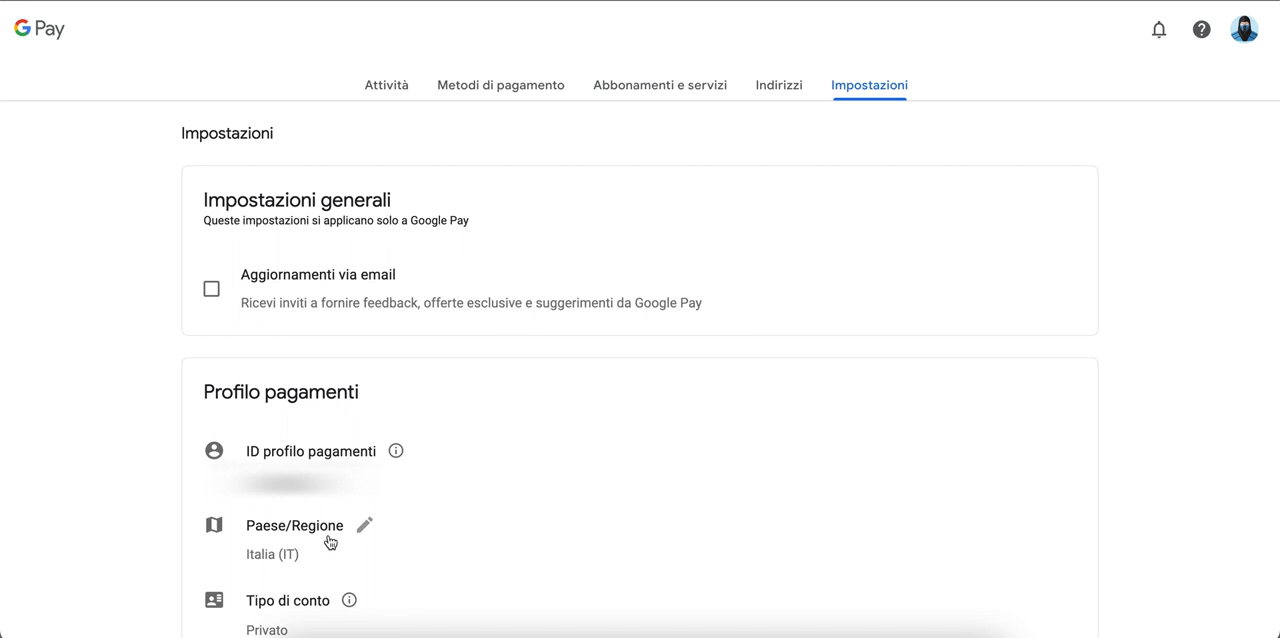 G Pay
Attività Metodi di pagamento Abbonamenti e servizi Indirizzi Impostazioni
Impostazioni
Impostazioni generali
Queste impostazioni si applicano solo a Google Pay
Aggiornamenti via email
Ricevi inviti a fornire feedback, offerte esclusive e suggerimenti da Google Pay
Profilo pagamenti
ID profilo pagamenti
Paese/Regione
Italia (IT)
Tipo di conto
Privato